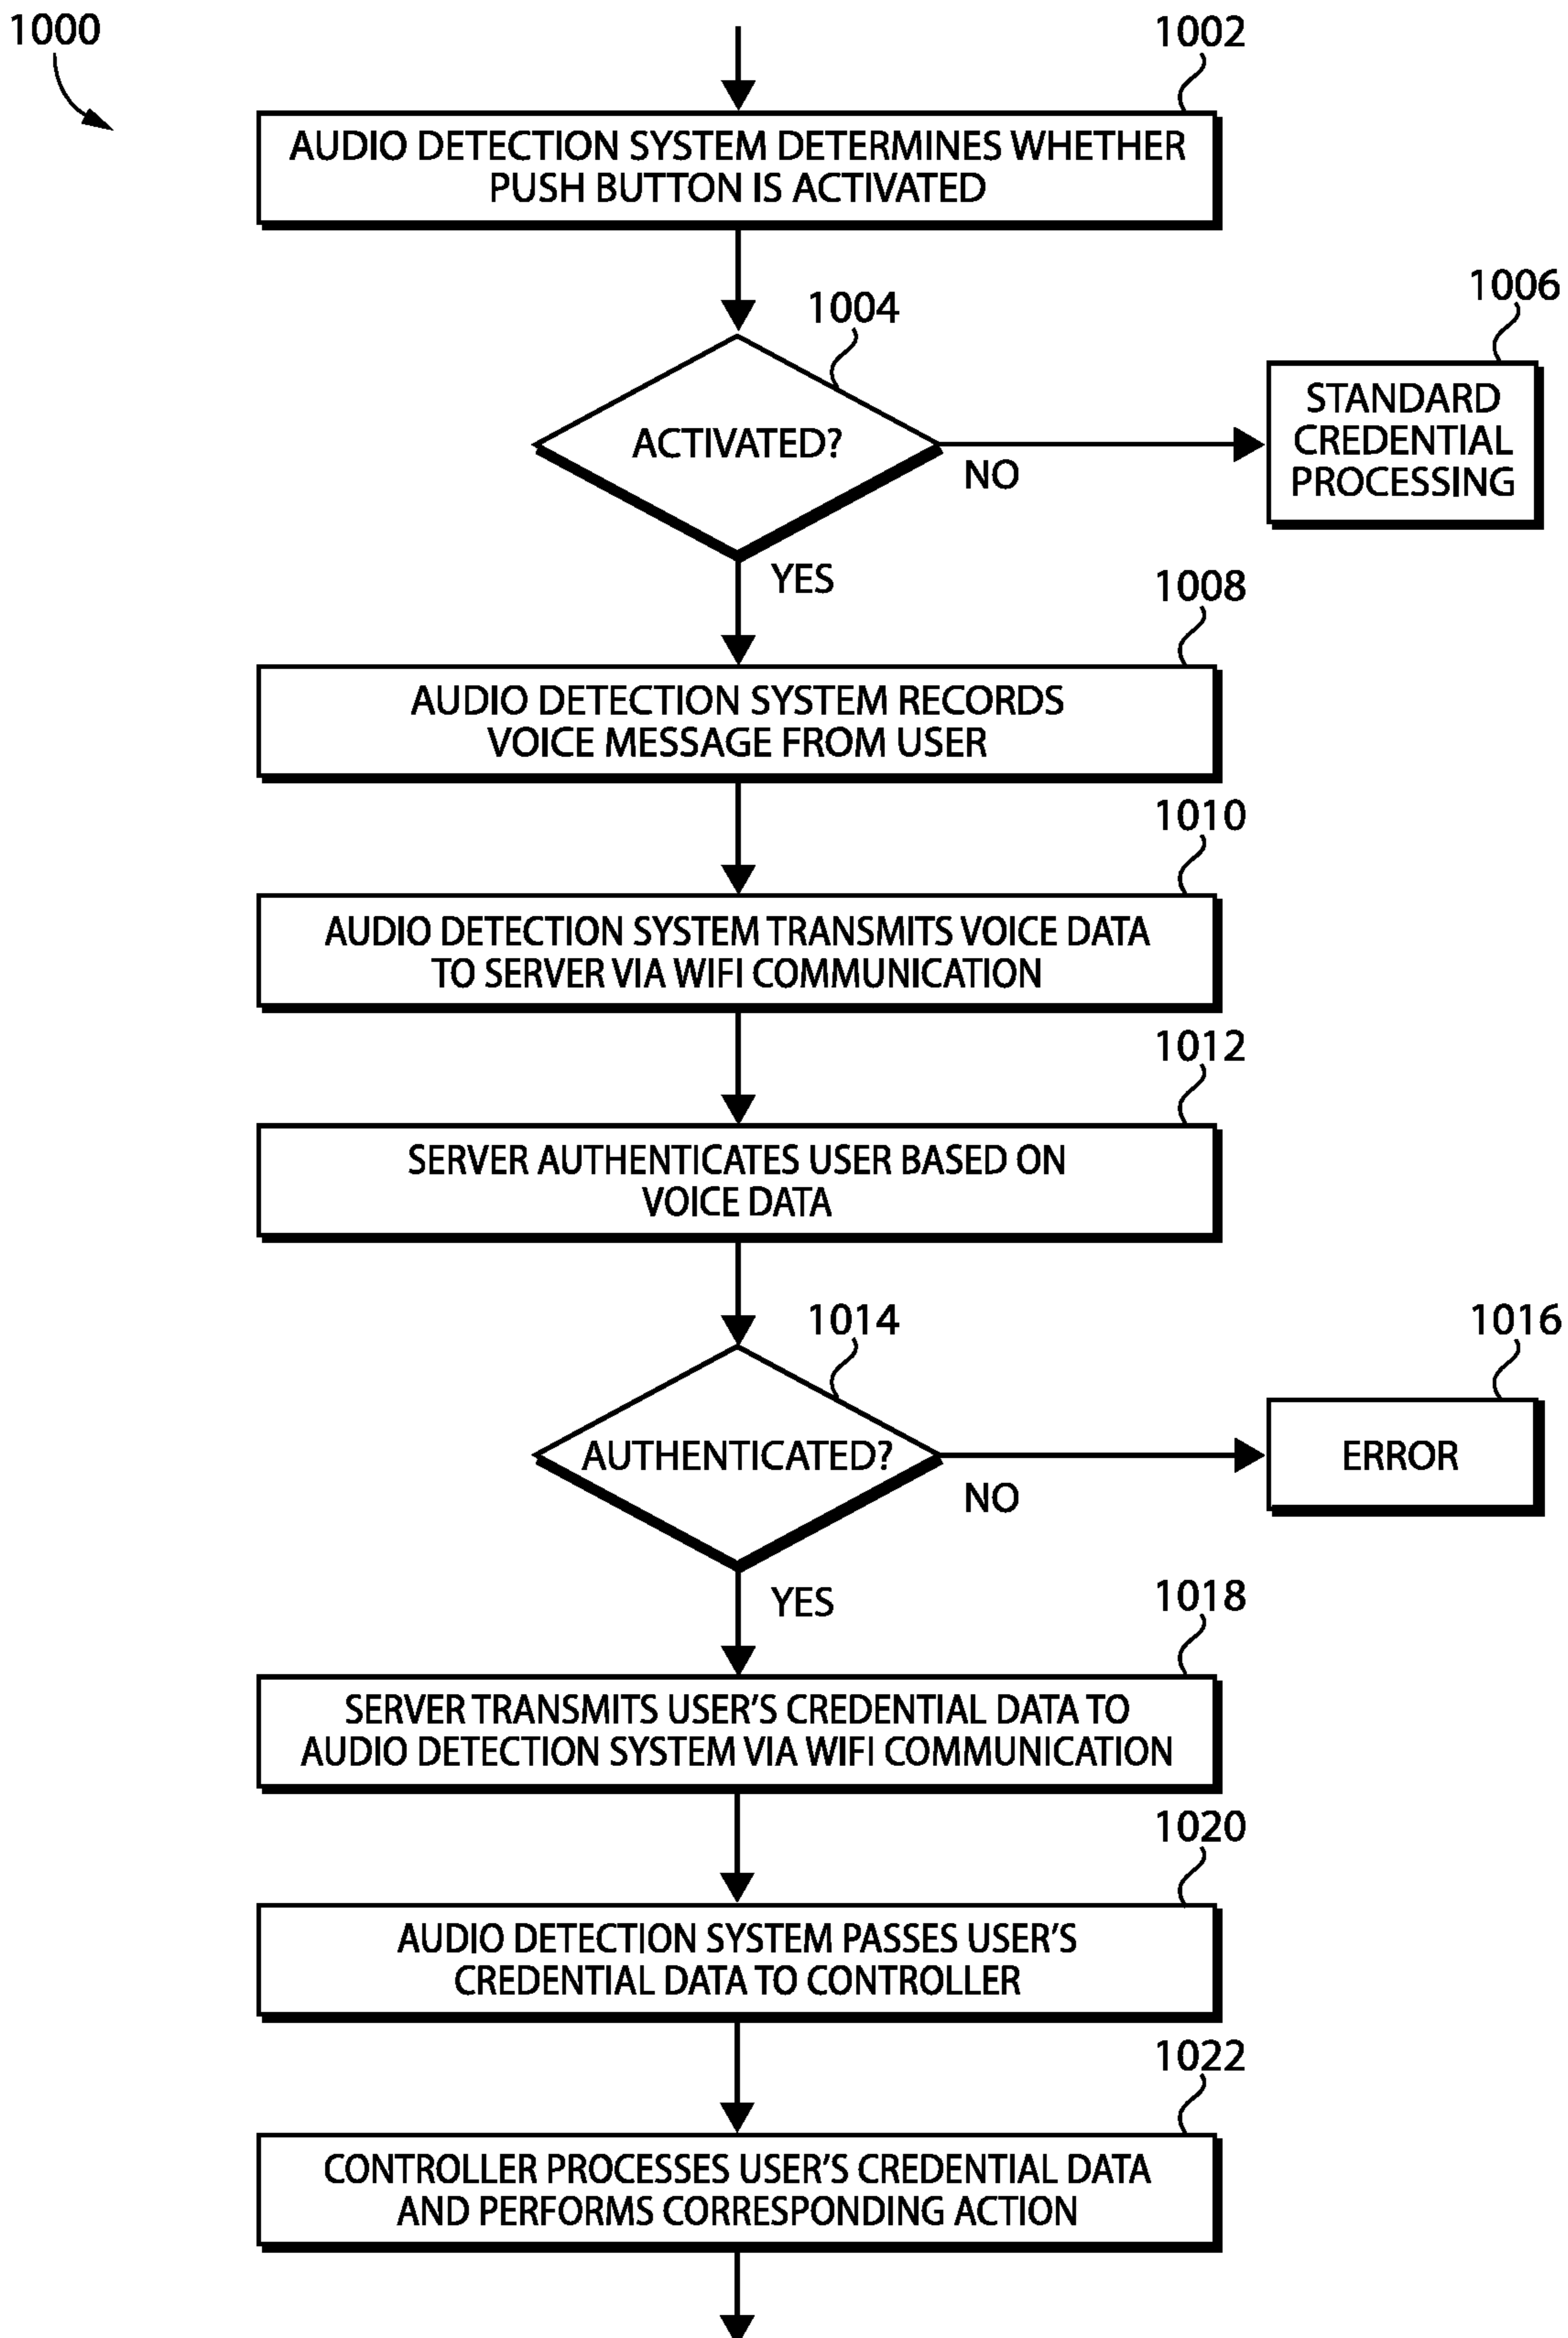 1000
1002
AUDIO DETECTION SYSTEM DETERMINES WHETHER
PUSH BUTTON IS ACTIVATED
1004
1006
ACTIVATED?
NO
STANDARD
CREDENTIAL
PROCESSING
YES
1008
AUDIO DETECTION SYSTEM RECORDS
VOICE MESSAGE FROM USER
1010
AUDIO DETECTION SYSTEM TRANSMITS VOICE DATA
TO SERVER VIA WIFI COMMUNICATION
1012
SERVER AUTHENTICATES USER BASED ON
VOICE DATA
1014
1016
AUTHENTICATED?
NO
ERROR
YES
1018
SERVER TRANSMITS USER’S CREDENTIAL DATA TO
AUDIO DETECTION SYSTEM VIA WIFI COMMUNICATION
1020
AUDIO DETECTION SYSTEM PASSES USER’S
CREDENTIAL DATA TO CONTROLLER
1022
CONTROLLER PROCESSES USER’S CREDENTIAL DATA
AND PERFORMS CORRESPONDING ACTION